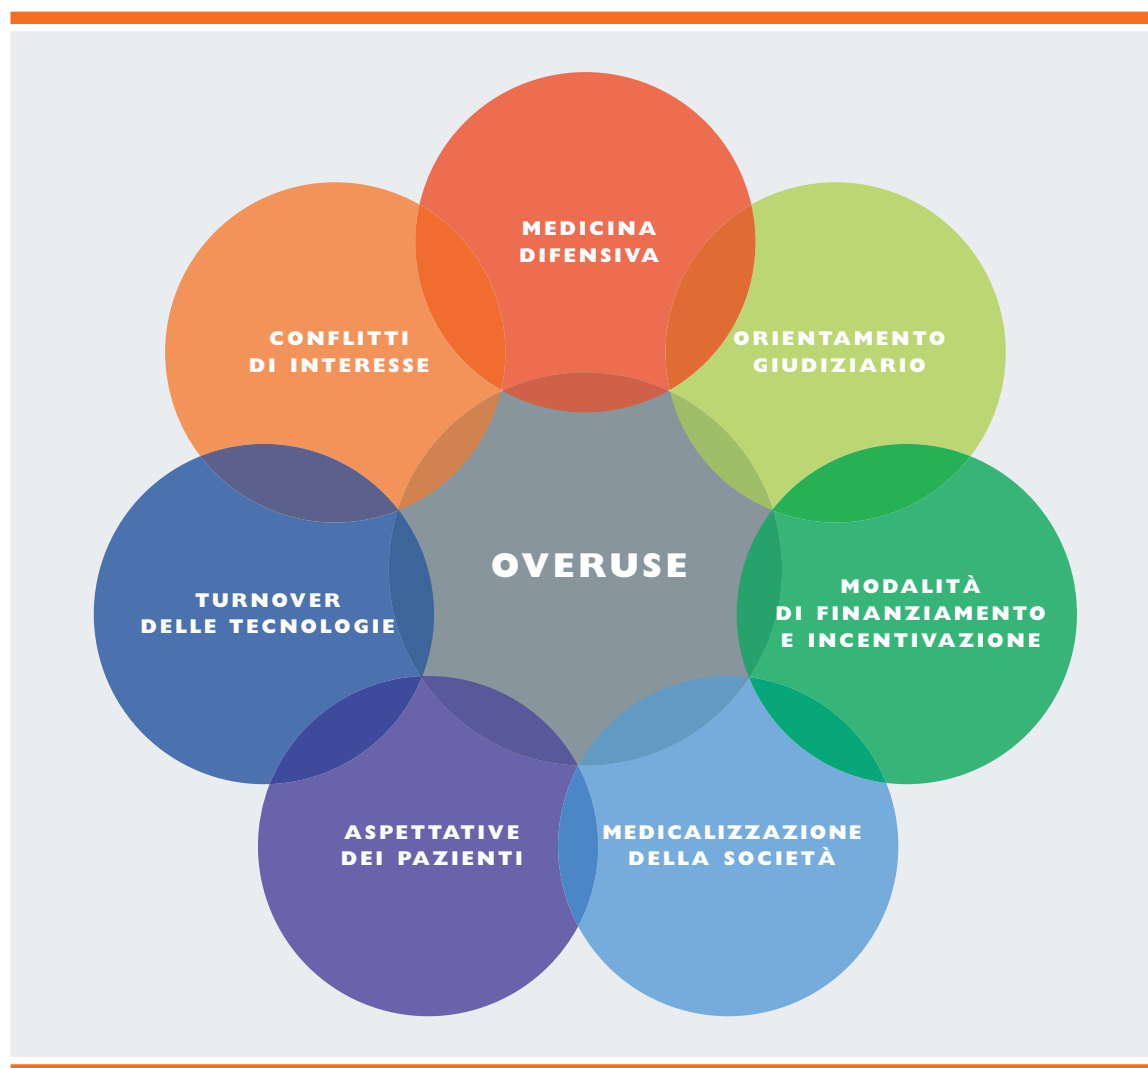 MEDICINA
DIFENSIVA
CONFLITTI
DI INTERESSE
ORIENTAMENTO
GIUDIZIARIO
OVERUSE
TURNOVER
DELLE TECNOLOGIE
MODALITÀ
DI FINANZIAMENTO
E INCENTIVAZIONE
ASPETTATIVE
DEI PAZIENTI
MEDICALIZZAZIONE
DELLA SOCIETÀ